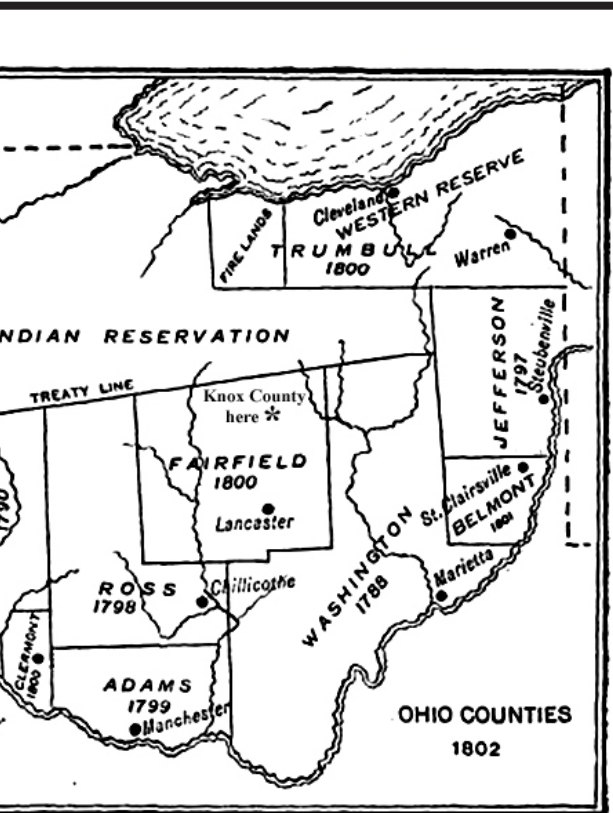 Cleveland
WESTERN RESERVE
FIRE LANDS
TRUMBULL
1800
Warren
NDIAN RESERVATION
TREATY LINE
JEFFERSON
1797
Steubenville
Knox County
here *
FAIRFIELD
1800
Lancaster
1790
St. Clairsville
BELMONT
1801
WASHINGTON
1788
Marietta
ROSS
1798
Chillicothe
CLERMONT
1800
ADAMS
1799
Manchester
OHIO COUNTIES
1802